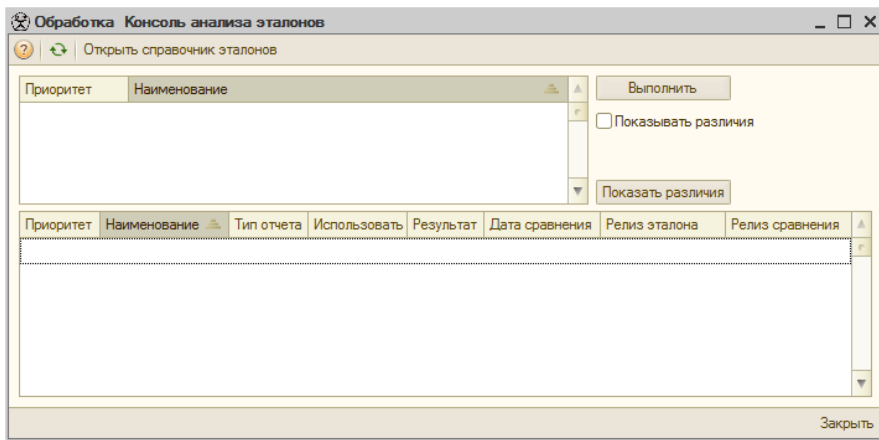 Обработка Консоль анализа эталонов
Открыть справочник эталонов
Приоритет Наименование
Выполнить
Показывать различия
Показать различия
Приоритет Наименование Тип отчета Использовать Результат Дата сравнения Релиз эталона Релиз сравнения
Закрыть